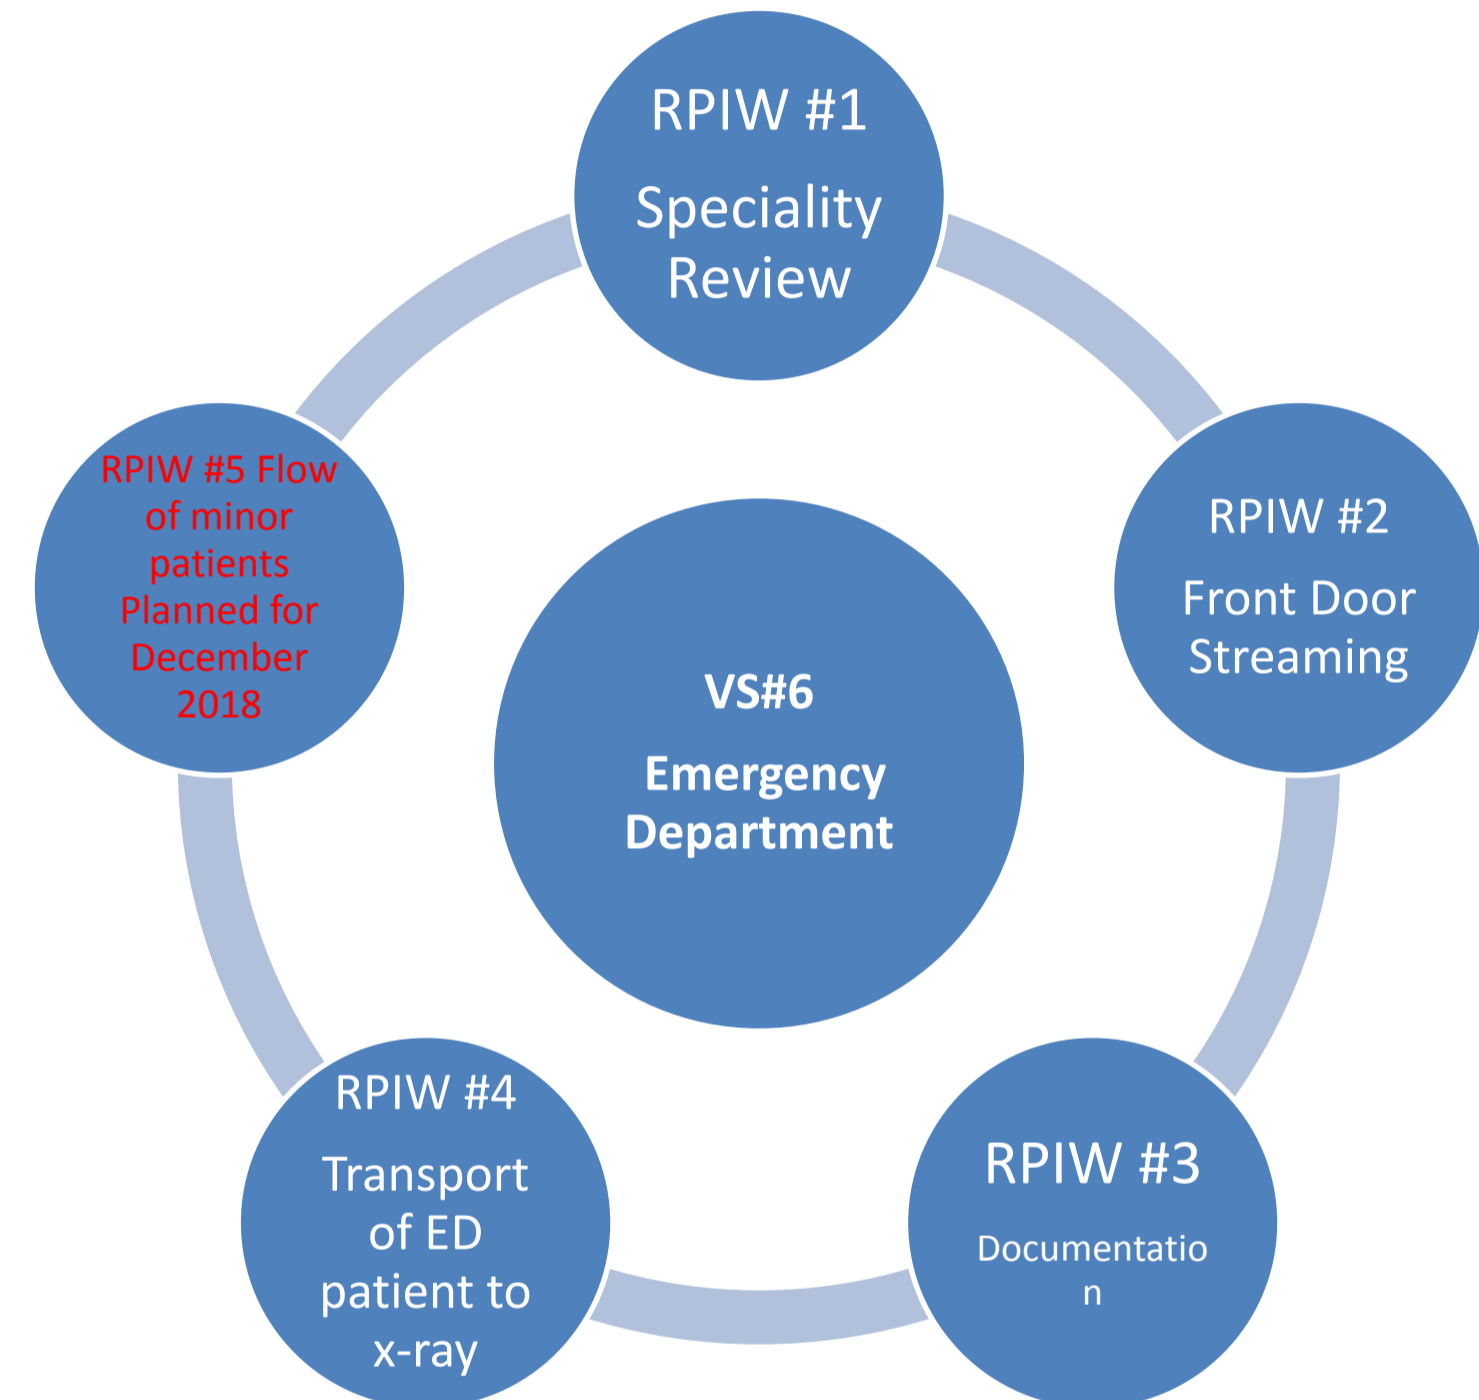 RPIW #1
Speciality
Review
RPIW #2
Front Door
Streaming
RPIW #3
Documentatio
n
RPIW #4
Transport
of ED
patient to
x-ray
RPIW #5 Flow
of minor
patients
Planned for
December
2018
VS#6
Emergency
Department